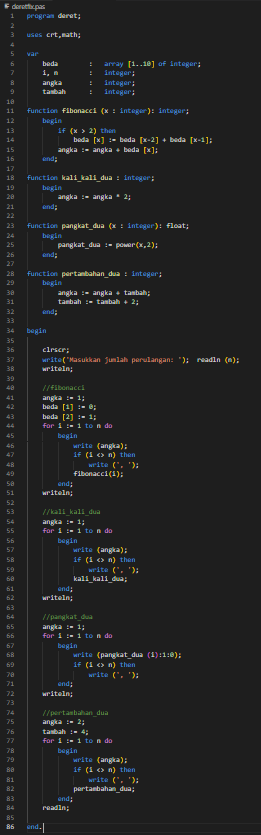 deretfix.pas
1 program deret;
2
3 uses crt,math;
4
5 var
6 beda : array [1..10] of integer;
7 i, n : integer;
8 angka : integer;
9 tambah : integer;
10
11 function fibonacci (x : integer): integer;
12 begin
13 if (x > 2) then
14 beda [x] := beda [x-2] + beda [x-1];
15 angka := angka + beda [x];
16 end;
17
18 function kali_kali_dua : integer;
19 begin
20 angka := angka * 2;
21 end;
22
23 function pangkat_dua (x : integer): float;
24 begin
25 pangkat_dua := power(x,2);
26 end;
27
28 function pertambahan_dua : integer;
29 begin
30 angka := angka + tambah;
31 tambah := tambah + 2;
32 end;
33
34 begin
35
36 clrscr;
37 write('Masukkan jumlah perulangan: '); readln (n);
38 writeln;
39
40 //fibonacci
41 angka := 1;
42 beda [1] := 0;
43 beda [2] := 1;
44 for i := 1 to n do
45 begin
46 write (angka);
47 if (i <> n) then
48 write (', ');
49 fibonacci(i);
50 end;
51 writeln;
52
53 //kali_kali_dua
54 angka := 1;
55 for i := 1 to n do
56 begin
57 write (angka);
58 if (i <> n) then
59 write (', ');
60 kali_kali_dua;
61 end;
62 writeln;
63
64 //pangkat_dua
65 angka := 1;
66 for i := 1 to n do
67 begin
68 write (pangkat_dua (i):1:0);
69 if (i <> n) then
70 write (', ');
71 end;
72 writeln;
73
74 //pertambahan_dua
75 angka := 2;
76 tambah := 4;
77 for i := 1 to n do
78 begin
79 write (angka);
80 if (i <> n) then
81 write (', ');
82 pertambahan_dua;
83 end;
84 readln;
85
86 end.